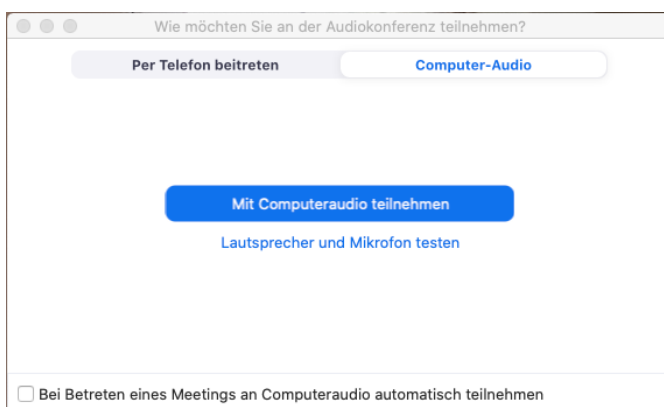 Wie möchten Sie an der Audiokonferenz teilnehmen?
Per Telefon beitreten Computer-Audio
Mit Computeraudio teilnehmen
Lautsprecher und Mikrofon testen
Bei Betreten eines Meetings an Computeraudio automatisch teilnehmen